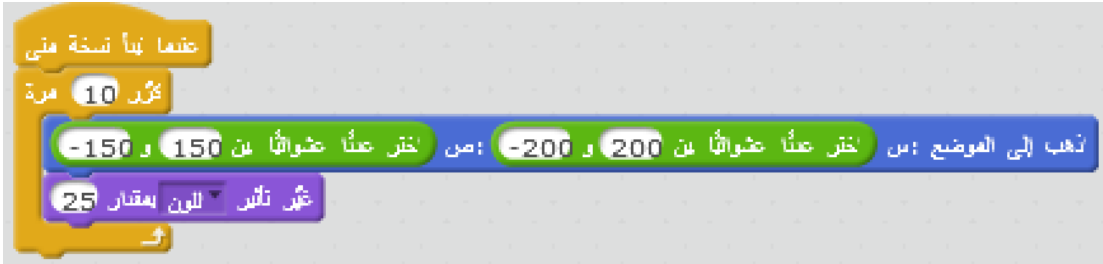 عندما تبدأ نسخة مني
كرّر 10 مرة
اذهب إلى الموضع س: اختر عددًا عشوائيًا بين 200 و 200- ص: اختر عددًا عشوائيًا بين 150 و 150-
غيّر تأثير اللون بمقدار 25